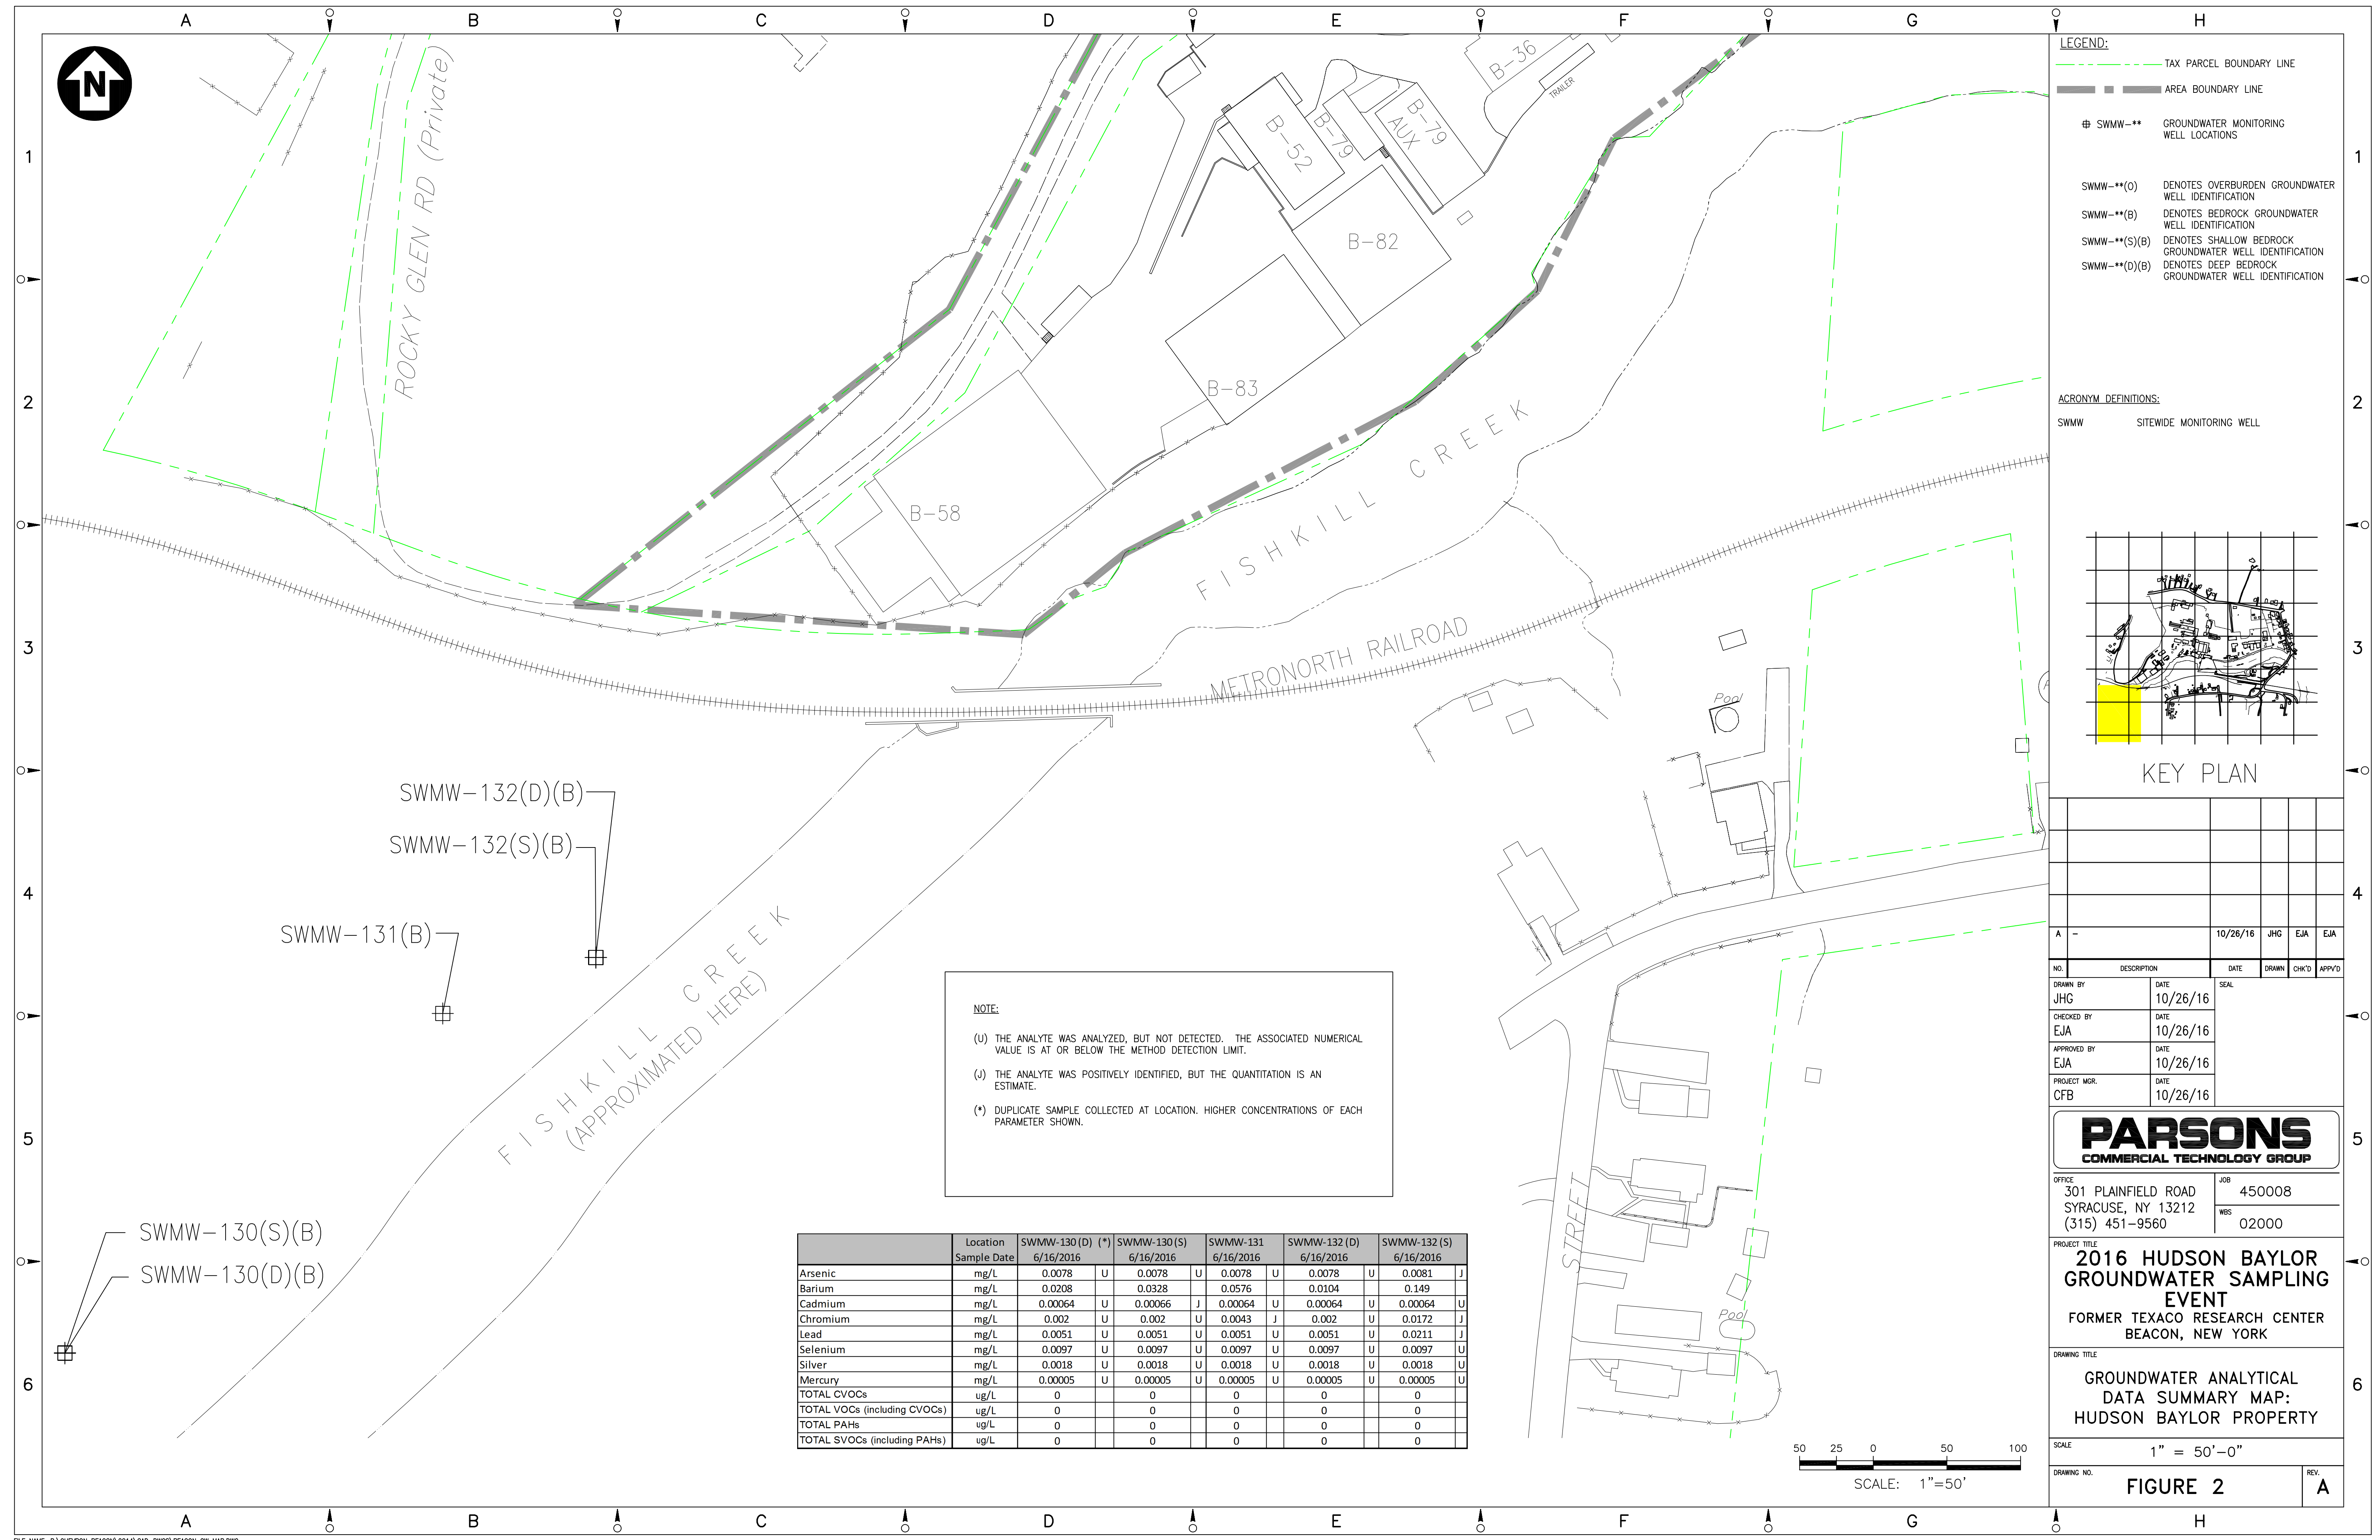 A B C D E F G H
1
2
3
4
5
6
N
ROCKY GLEN RD (Private)
B-36
TRAILER
B-52
B-79
B-79
AUX
B-82
B-83
B-58
FISHKILL CREEK
METRONORTH RAILROAD
Pool
SWMW-132(D)(B)
SWMW-132(S)(B)
SWMW-131(B)
FISHKILL CREEK
(APPROXIMATED HERE)
SWMW-130(S)(B)
SWMW-130(D)(B)
STREET
Pool
NOTE:
(U) THE ANALYTE WAS ANALYZED, BUT NOT DETECTED. THE ASSOCIATED NUMERICAL
VALUE IS AT OR BELOW THE METHOD DETECTION LIMIT.
(J) THE ANALYTE WAS POSITIVELY IDENTIFIED, BUT THE QUANTITATION IS AN
ESTIMATE.
(*) DUPLICATE SAMPLE COLLECTED AT LOCATION. HIGHER CONCENTRATIONS OF EACH
PARAMETER SHOWN.
Location SWMW-130 (D) (*) SWMW-130 (S) SWMW-131 SWMW-132 (D) SWMW-132 (S)
Sample Date 6/16/2016 6/16/2016 6/16/2016 6/16/2016 6/16/2016
Arsenic mg/L 0.0078 U 0.0078 U 0.0078 U 0.0078 U 0.0081 J
Barium mg/L 0.0208 0.0328 0.0576 0.0104 0.149
Cadmium mg/L 0.00064 U 0.00066 J 0.00064 U 0.00064 U 0.00064 U
Chromium mg/L 0.002 U 0.002 U 0.0043 J 0.002 U 0.0172 J
Lead mg/L 0.0051 U 0.0051 U 0.0051 U 0.0051 U 0.0211 J
Selenium mg/L 0.0097 U 0.0097 U 0.0097 U 0.0097 U 0.0097 U
Silver mg/L 0.0018 U 0.0018 U 0.0018 U 0.0018 U 0.0018 U
Mercury mg/L 0.00005 U 0.00005 U 0.00005 U 0.00005 U 0.00005 U
TOTAL CVOCs ug/L 0 0 0 0 0
TOTAL VOCs (including CVOCs) ug/L 0 0 0 0 0
TOTAL PAHs ug/L 0 0 0 0 0
TOTAL SVOCs (including PAHs) ug/L 0 0 0 0 0
50 25 0 50 100
SCALE: 1"=50'
LEGEND:
TAX PARCEL BOUNDARY LINE
AREA BOUNDARY LINE
SWMW-** GROUNDWATER MONITORING
WELL LOCATIONS
SWMW-**(O) DENOTES OVERBURDEN GROUNDWATER
WELL IDENTIFICATION
SWMW-**(B) DENOTES BEDROCK GROUNDWATER
WELL IDENTIFICATION
SWMW-**(S)(B) DENOTES SHALLOW BEDROCK
GROUNDWATER WELL IDENTIFICATION
SWMW-**(D)(B) DENOTES DEEP BEDROCK
GROUNDWATER WELL IDENTIFICATION
ACRONYM DEFINITIONS:
SWMW SITEWIDE MONITORING WELL
KEY PLAN
A - 10/26/16 JHG EJA EJA
NO. DESCRIPTION DATE DRAWN CHK'D APPV'D
DRAWN BY DATE SEAL
JHG 10/26/16
CHECKED BY DATE
EJA 10/26/16
APPROVED BY DATE
EJA 10/26/16
PROJECT MGR. DATE
CFB 10/26/16
PARSONS
COMMERCIAL TECHNOLOGY GROUP
OFFICE
301 PLAINFIELD ROAD
SYRACUSE, NY 13212
(315) 451-9560
JOB
450008
WBS
02000
PROJECT TITLE
2016 HUDSON BAYLOR
GROUNDWATER SAMPLING
EVENT
FORMER TEXACO RESEARCH CENTER
BEACON, NEW YORK
DRAWING TITLE
GROUNDWATER ANALYTICAL
DATA SUMMARY MAP:
HUDSON BAYLOR PROPERTY
SCALE
1" = 50'-0"
DRAWING NO.
FIGURE 2
REV.
A
1
2
3
4
5
6
A B C D E F G H